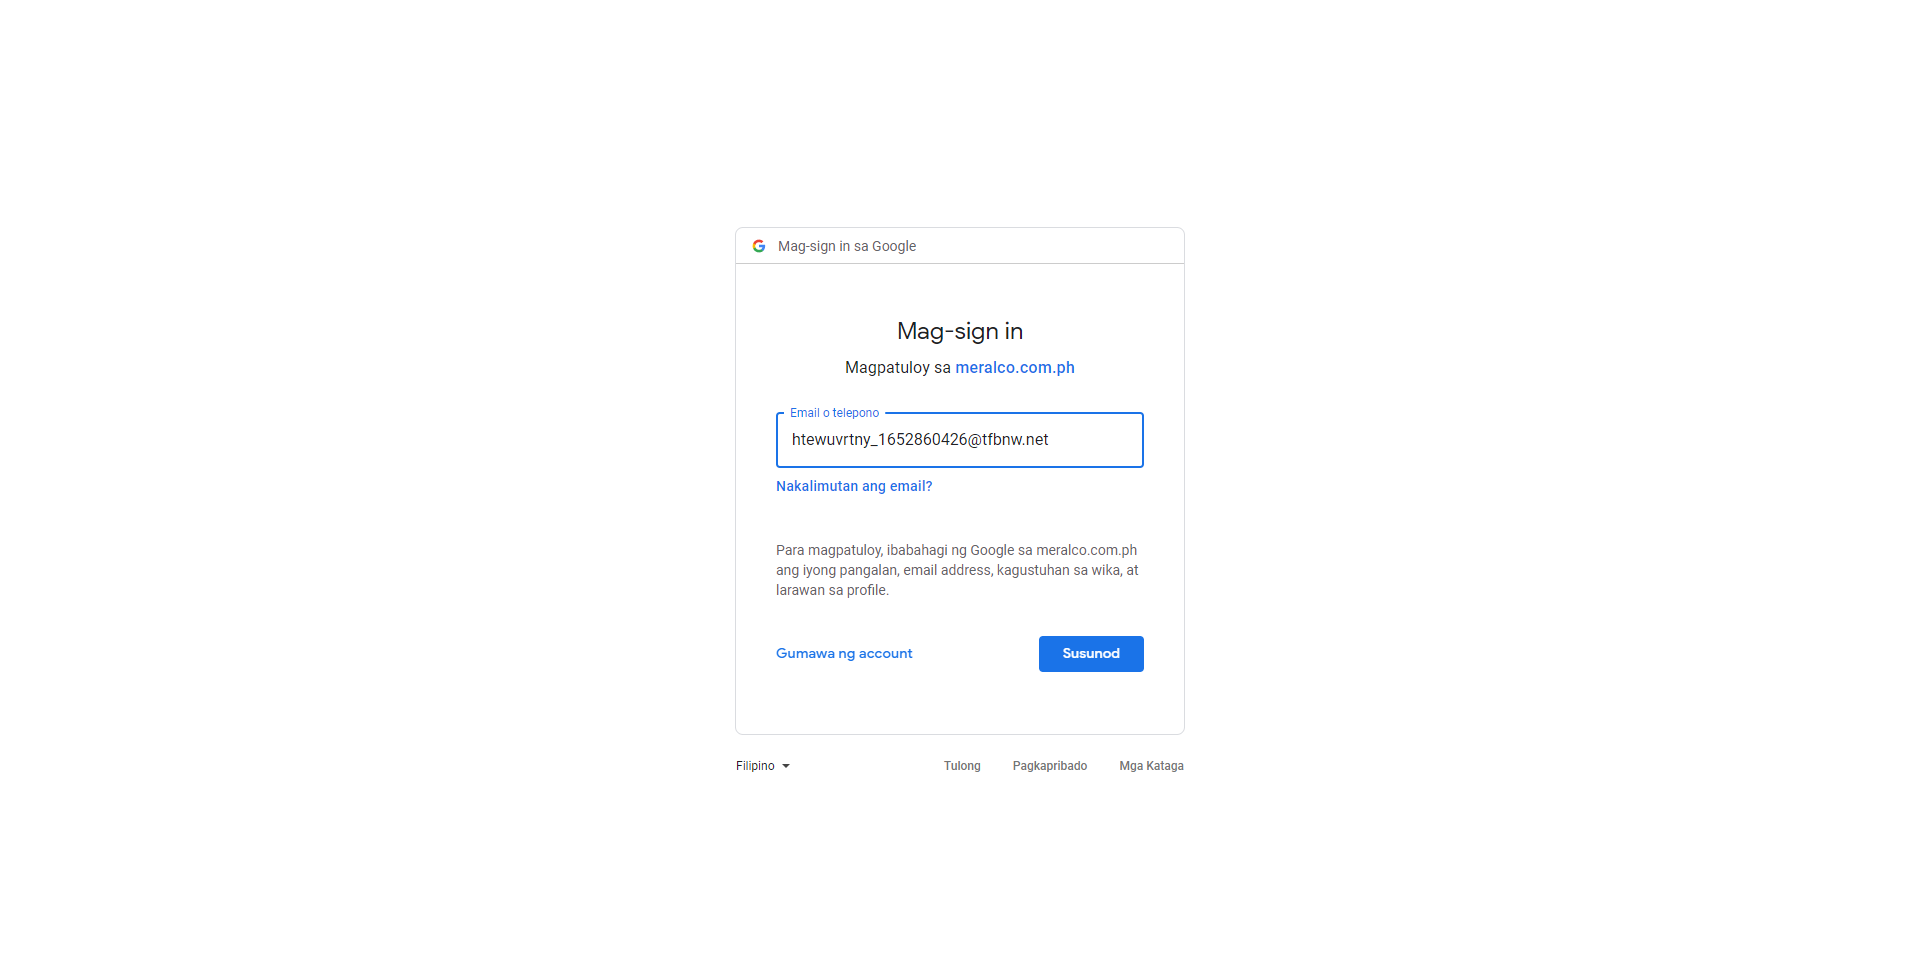 Mag-sign in sa Google
Mag-sign in
Magpatuloy sa meralco.com.ph
Email o telepono
htewuvrtny_1652860426@tfbnw.net
Nakalimutan ang email?
Para magpatuloy, ibabahagi ng Google sa meralco.com.ph
ang iyong pangalan, email address, kagustuhan sa wika, at
larawan sa profile.
Gumawa ng account
Susunod
Filipino
Tulong
Pagkapribado
Mga Kataga